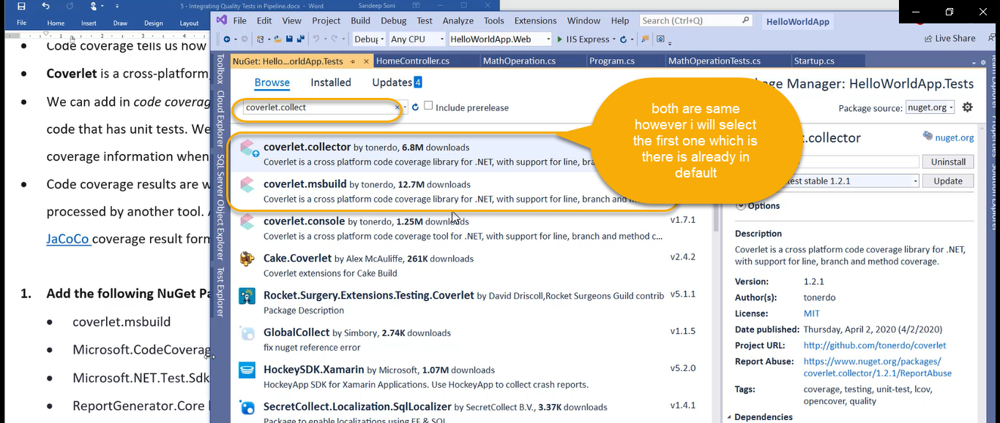 5 - Integrating Quality Tests in Pipeline.docx - Word
Sandeep Soni
File Home Insert Draw Design Layout
Code coverage tells us how
Coverlet is a cross-platform,
We can add in code coverag
code that has unit tests. We
coverage information when
Code coverage results are w
processed by another tool.
JaCoCo coverage result form
1. Add the following NuGet Pa
coverlet.msbuild
Microsoft.CodeCoverag
Microsoft.NET.Test.Sdk
ReportGenerator.Core
File Edit View Project Build Debug Test Analyze Tools Extensions Window Help
Search (Ctrl+Q)
HelloWorldApp
Debug Any CPU HelloWorldApp.Web IIS Express
Live Share
Toolbox
Cloud Explorer
SQL Server Object Explorer
Test Explorer
NuGet: Hello...orldApp.Tests HomeController.cs MathOperation.cs Program.cs MathOperationTests.cs Startup.cs
Browse Installed Updates 4
age Manager: HelloWorldApp.Tests
coverlet.collect
Include prerelease
Package source: nuget.org
both are same
however i will select
the first one which is
there is already in
default
coverlet.collector by tonerdo, 6.8M downloads
Coverlet is a cross platform code coverage library for .NET, with support for line, bra
coverlet.msbuild by tonerdo, 12.7M downloads
Coverlet is a cross platform code coverage library for .NET, with support for line, branch and
coverlet.console by tonerdo, 1.25M downloads
v1.7.1
Coverlet is a cross platform code coverage tool for .NET, with support for line, branch and method c...
Cake.Coverlet by Alex McAuliffe, 261K downloads
v2.4.2
Coverlet extensions for Cake Build
Rocket.Surgery.Extensions.Testing.Coverlet by David Driscoll,Rocket Surgeons Guild contrib
v5.1.1
Package Description
GlobalCollect by Simbory, 2.74K downloads
v1.1.5
fix nuget reference error
HockeySDK.Xamarin by Microsoft, 1.07M downloads
v5.2.0
HockeyApp SDK for Xamarin Applications. Use HockeyApp to collect crash reports.
SecretCollect.Localization.SqlLocalizer by SecretCollect B.V., 3.37K downloads
v1.4.1
Package to enable localizations using EF & SQL
t.collector
nuget.org
Uninstall
test stable 1.2.1
Update
Options
Description
Coverlet is a cross platform code coverage library for .NET,
with support for line, branch and method coverage.
Version: 1.2.1
Author(s): tonerdo
License: MIT
Date published: Thursday, April 2, 2020 (4/2/2020)
Project URL: http://github.com/tonerdo/coverlet
Report Abuse: https://www.nuget.org/packages/
coverlet.collector/1.2.1/ReportAbuse
Tags: coverage, testing, unit-test, lcov,
opencover, quality
Dependencies
Team Explorer
Properties
Solution Explorer